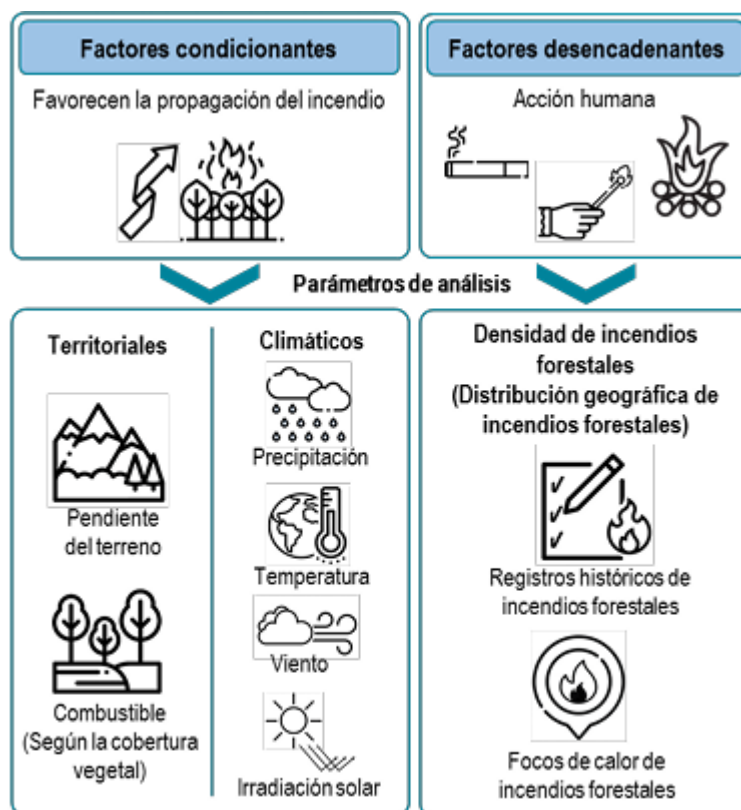 Factores condicionantes
Favorecen la propagación del incendio
Factores desencadenantes
Acción humana
Parámetros de análisis
Territoriales
Pendiente
del terreno
Combustible
(Según la cobertura
vegetal)
Climáticos
Precipitación
Temperatura
Viento
Irradiación solar
Densidad de incendios
forestales
(Distribución geográfica de
incendios forestales)
Registros históricos de
incendios forestales
Focos de calor de
incendios forestales